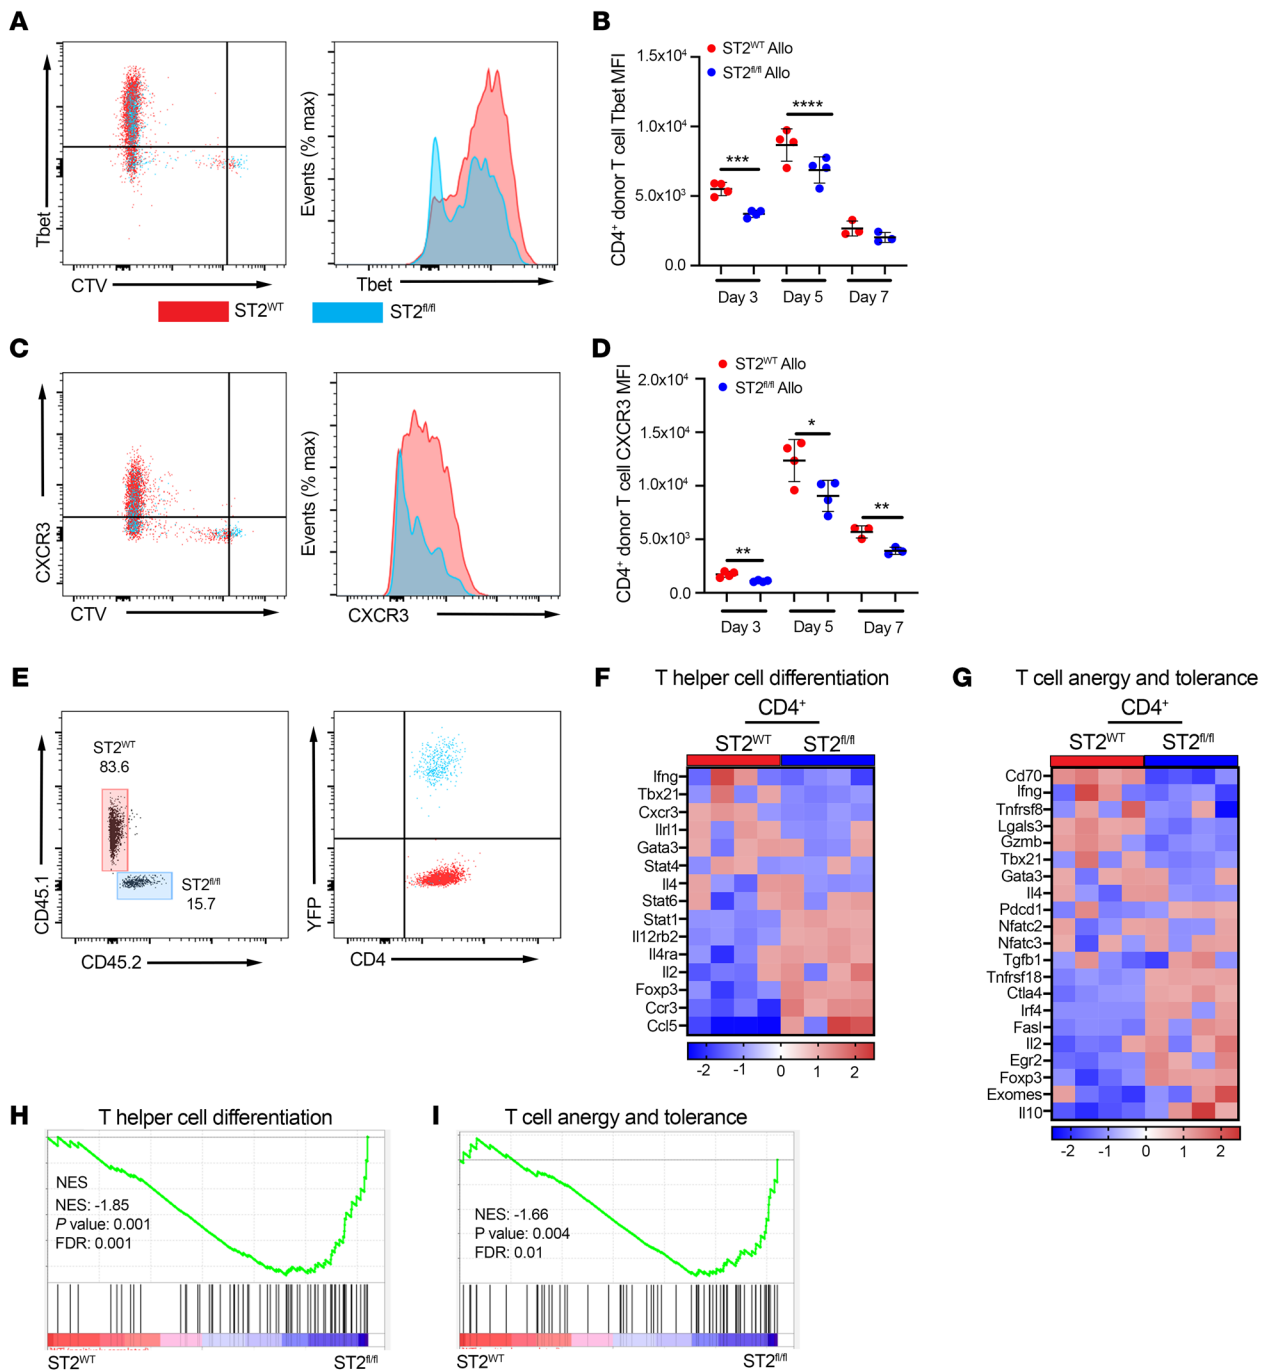 A
Tbet
CTV
Events (% max)
Tbet
ST2WT
ST2fl/fl
B
ST2WT Allo
ST2fl/fl Allo
CD4+ donor T cell Tbet MFI
1.5x10⁴
1.0x10⁴
5.0x10³
0.0
***
****
Day 3
Day 5
Day 7
C
CXCR3
CTV
Events (% max)
CXCR3
D
ST2WT Allo
ST2fl/fl Allo
CD4+ donor T cell CXCR3 MFI
2.0x10⁴
1.5x10⁴
1.0x10⁴
5.0x10³
0.0
**
*
**
Day 3
Day 5
Day 7
E
ST2WT
83.6
ST2fl/fl
15.7
CD45.1
CD45.2
YFP
CD4
F
T helper cell differentiation
CD4+
ST2WT
ST2fl/fl
Ifng
Tbx21
Cxcr3
Ilrl1
Gata3
Stat4
Il4
Stat6
Stat1
Il12rb2
Il4ra
Il2
Foxp3
Ccr3
Ccl5
-2 -1 0 1 2
G
T cell anergy and tolerance
CD4+
ST2WT
ST2fl/fl
Cd70
Ifng
Tnfrsf8
Lgals3
Gzmb
Tbx21
Gata3
Il4
Pdcd1
Nfatc2
Nfatc3
Tgfb1
Tnfrsf18
Ctla4
Irf4
Fasl
Il2
Egr2
Foxp3
Exomes
Il10
-2 -1 0 1 2
H
T helper cell differentiation
NES
NES: -1.85
P value: 0.001
FDR: 0.001
ST2WT
ST2fl/fl
I
T cell anergy and tolerance
NES: -1.66
P value: 0.004
FDR: 0.01
ST2WT
ST2fl/fl